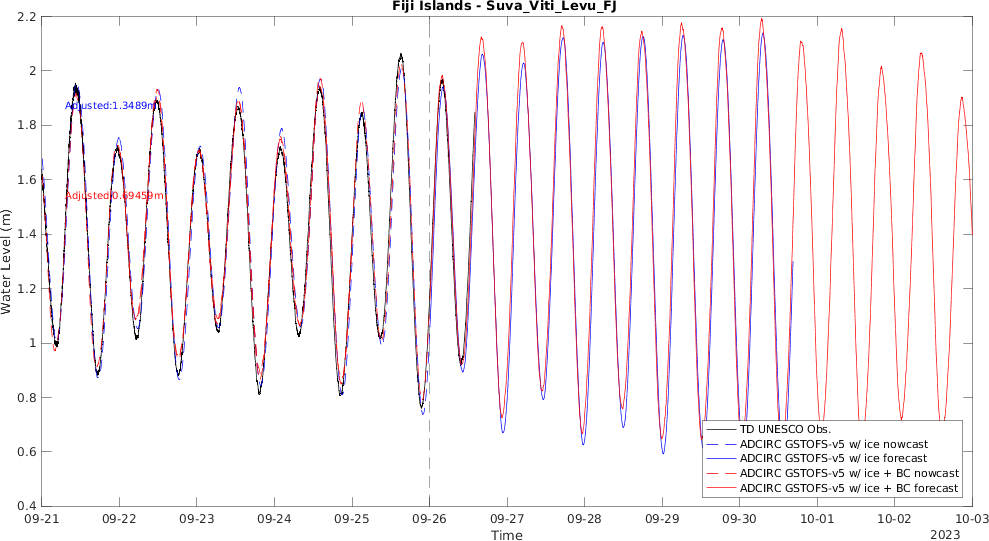 Fiji Islands - Suva_Viti_Levu_FJ
2.2
2
1.8
1.6
1.4
1.2
1
0.8
0.6
0.4
Water Level (m)
Adjusted:1.3489m
Adjusted:0.69459m
TD UNESCO Obs.
ADCIRC GSTOFS-v5 w/ ice nowcast
ADCIRC GSTOFS-v5 w/ ice forecast
ADCIRC GSTOFS-v5 w/ ice + BC nowcast
ADCIRC GSTOFS-v5 w/ ice + BC forecast
09-21 09-22 09-23 09-24 09-25 09-26 09-27 09-28 09-29 09-30 10-01 10-02 10-03
Time
2023